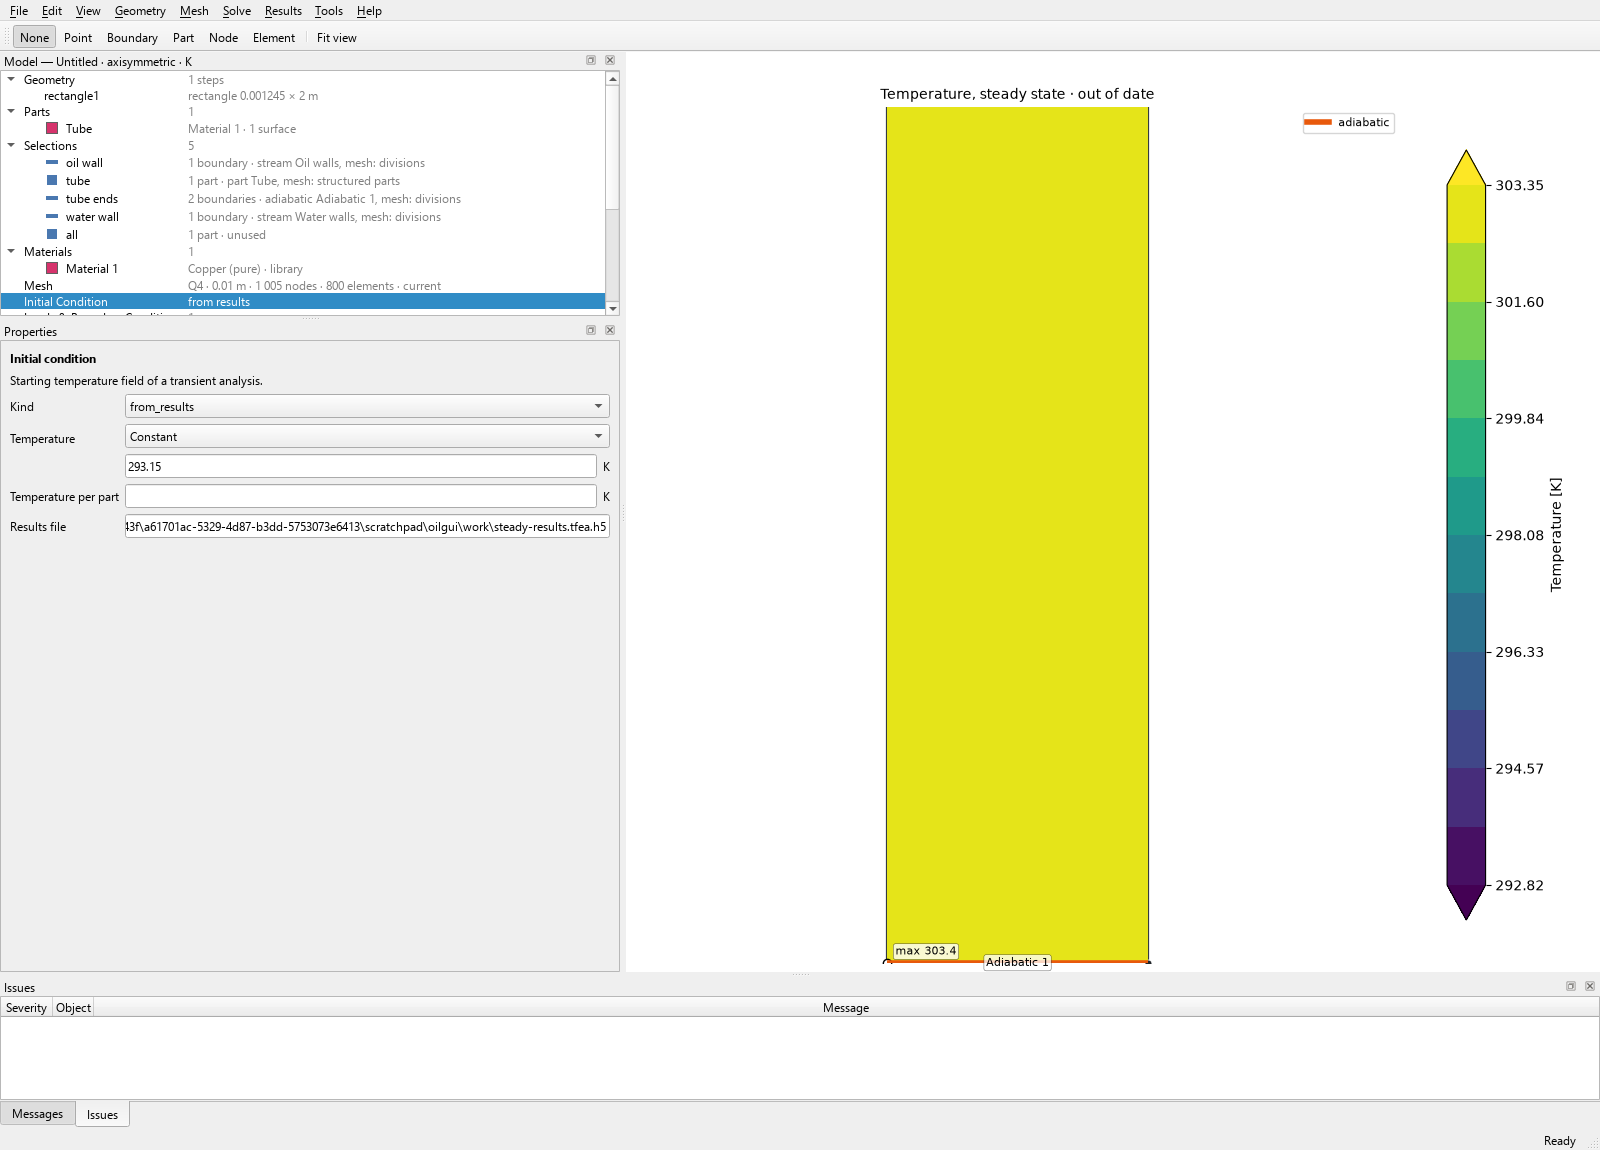 File Edit View Geometry Mesh Solve Results Tools Help
None Point Boundary Part Node Element Fit view
Model — Untitled · axisymmetric · K
Geometry 1 steps
rectangle1 rectangle 0.001245 × 2 m
Parts 1
Tube Material 1 · 1 surface
Selections 5
oil wall 1 boundary · stream Oil walls, mesh: divisions
tube 1 part · part Tube, mesh: structured parts
tube ends 2 boundaries · adiabatic Adiabatic 1, mesh: divisions
water wall 1 boundary · stream Water walls, mesh: divisions
all 1 part · unused
Materials 1
Material 1 Copper (pure) · library
Mesh Q4 · 0.01 m · 1 005 nodes · 800 elements · current
Initial Condition from results
Properties
Initial condition
Starting temperature field of a transient analysis.
Kind from_results
Temperature Constant
293.15 K
Temperature per part K
Results file 43f\a61701ac-5329-4d87-b3dd-5753073e6413\scratchpad\oilgui\work\steady-results.tfea.h5
Temperature, steady state · out of date
adiabatic
303.35
301.60
299.84
298.08
296.33
294.57
292.82
Temperature [K]
max 303.4
Adiabatic 1
Issues
Severity Object Message
Messages Issues
Ready